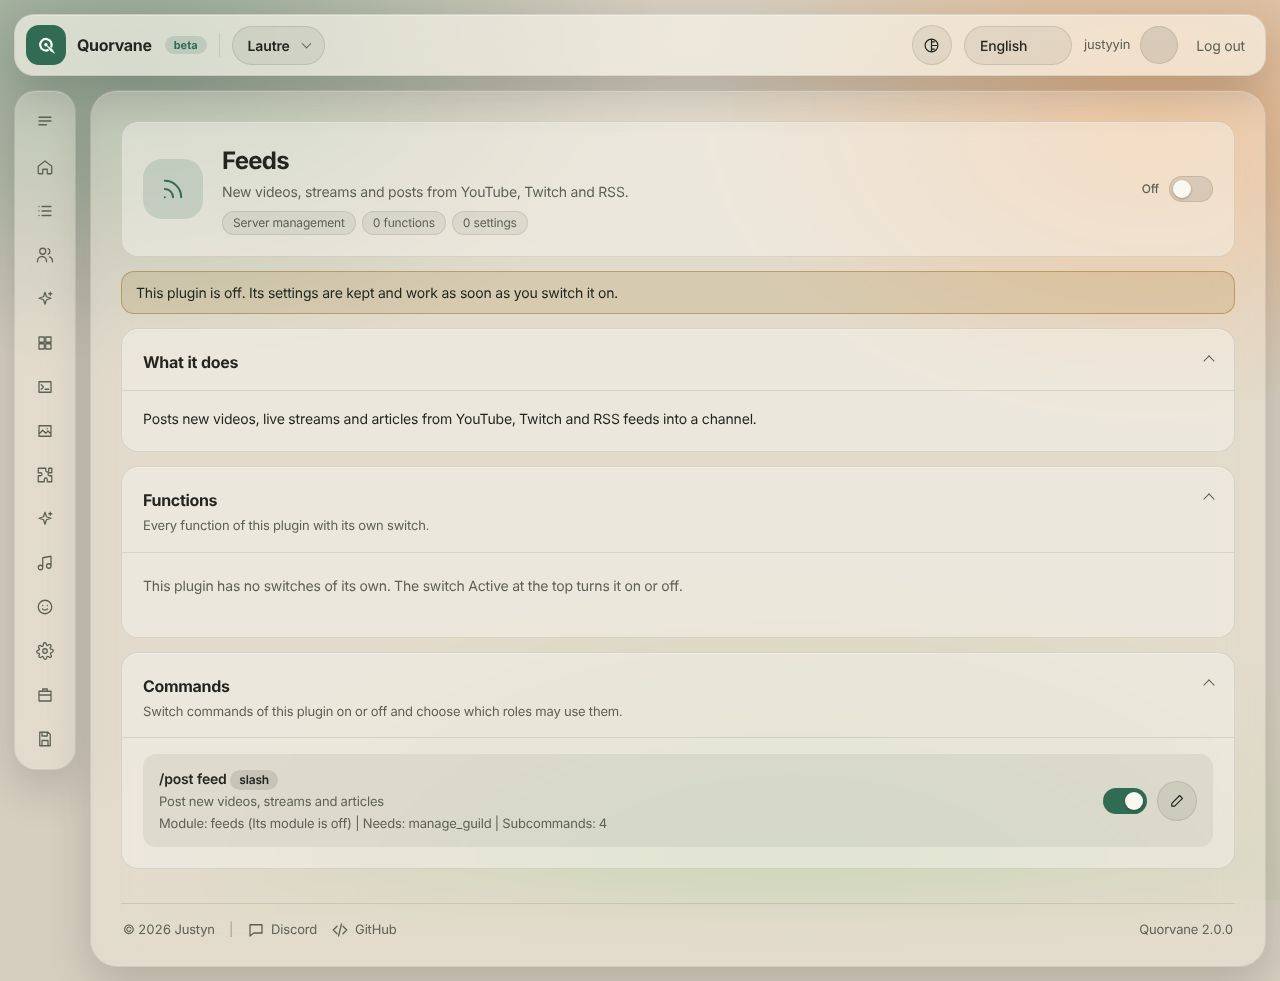 Quorvane beta Lautre English justyyin Log out
Feeds
New videos, streams and posts from YouTube, Twitch and RSS.
Server management 0 functions 0 settings
Off
This plugin is off. Its settings are kept and work as soon as you switch it on.
What it does
Posts new videos, live streams and articles from YouTube, Twitch and RSS feeds into a channel.
Functions
Every function of this plugin with its own switch.
This plugin has no switches of its own. The switch Active at the top turns it on or off.
Commands
Switch commands of this plugin on or off and choose which roles may use them.
/post feed slash
Post new videos, streams and articles
Module: feeds (Its module is off) | Needs: manage_guild | Subcommands: 4
© 2026 Justyn | Discord GitHub Quorvane 2.0.0